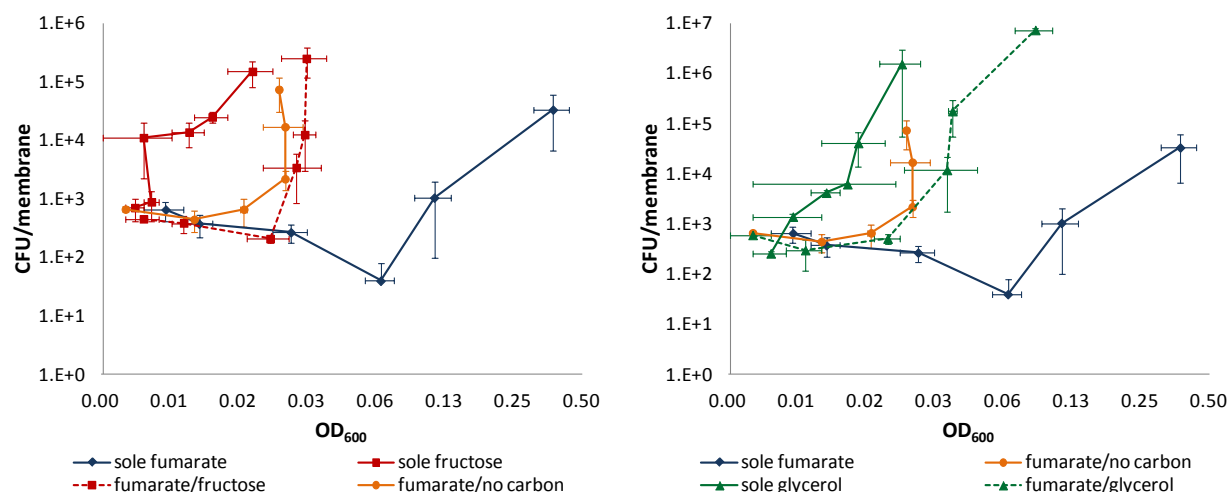 1.E+6
1.E+5
1.E+4
1.E+3
1.E+2
1.E+1
1.E+0
CFU/membrane
0.00 0.01 0.02 0.03 0.06 0.13 0.25 0.50
OD600
sole fumarate
sole fructose
fumarate/fructose
fumarate/no carbon
1.E+7
1.E+6
1.E+5
1.E+4
1.E+3
1.E+2
1.E+1
1.E+0
CFU/membrane
0.00 0.01 0.02 0.03 0.06 0.13 0.25 0.50
OD600
sole fumarate
fumarate/no carbon
sole glycerol
fumarate/glycerol